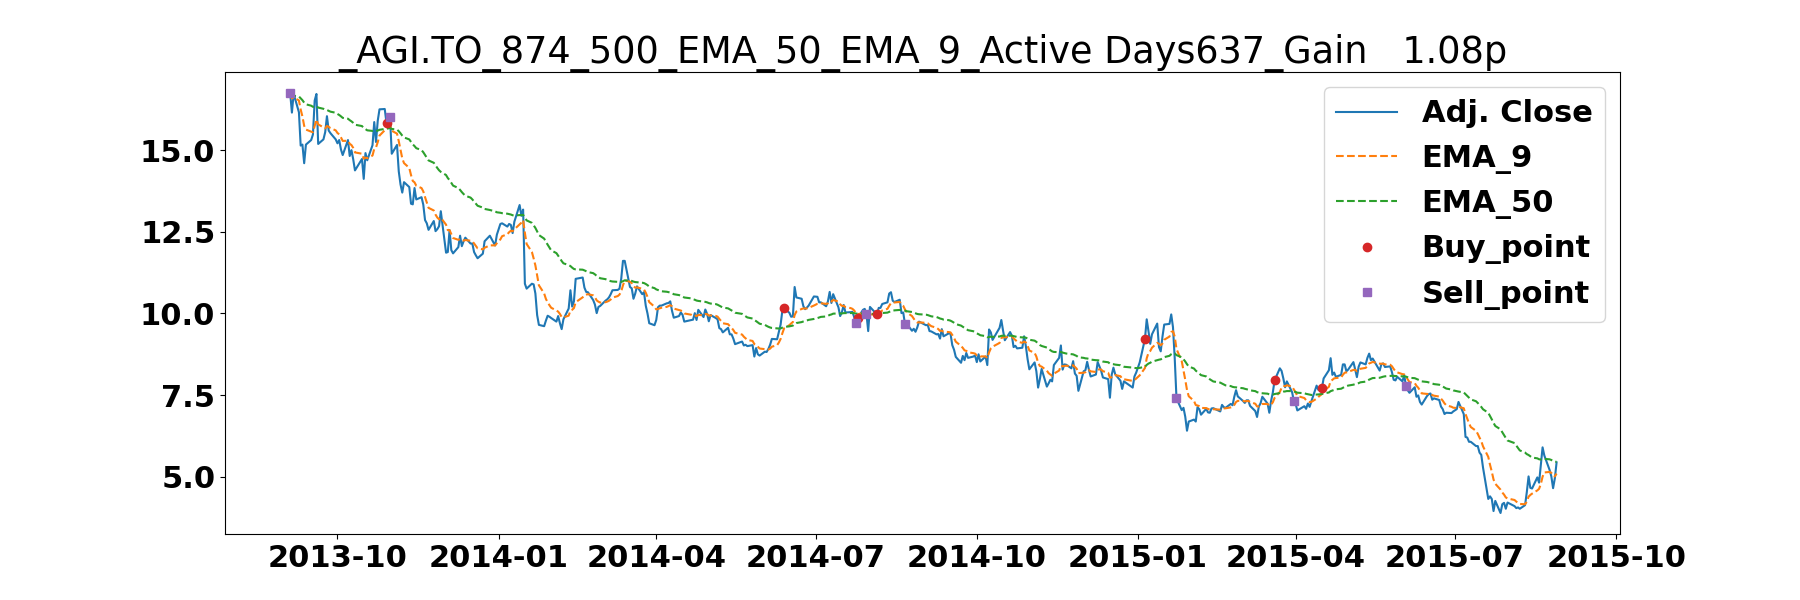 _AGI.TO_874_500_EMA_50_EMA_9_Active Days637_Gain   1.08p
Adj. Close
EMA_9
EMA_50
Buy_point
Sell_point
15.0
12.5
10.0
7.5
5.0
2013-10 2014-01 2014-04 2014-07 2014-10 2015-01 2015-04 2015-07 2015-10